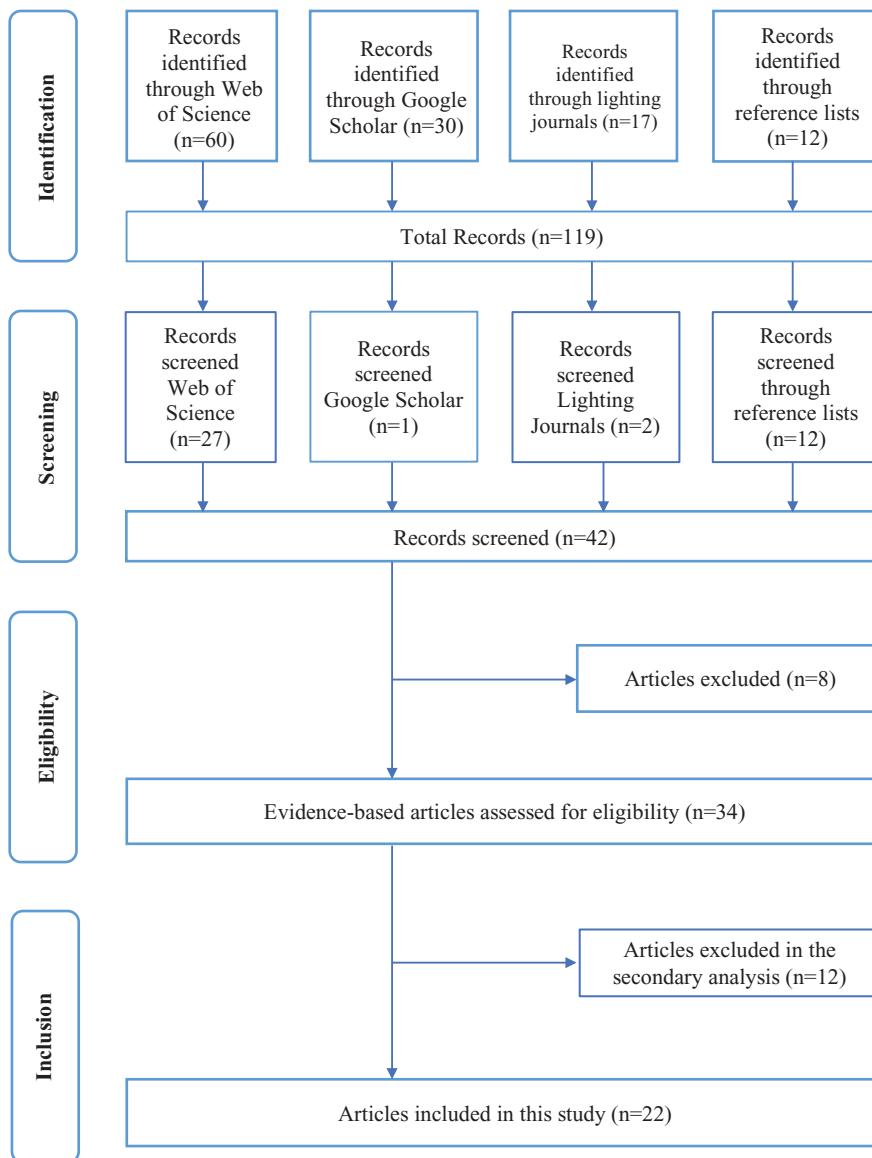 Identification
Records
identified
through Web
of Science
(n=60)
Records
identified
through Google
Scholar (n=30)
Records
identified
through lighting
journals (n=17)
Records
identified
through
reference lists
(n=12)
Total Records (n=119)
Screening
Records
screened
Web of
Science
(n=27)
Records
screened
Google Scholar
(n=1)
Records
screened
Lighting
Journals (n=2)
Records
screened
through
reference lists
(n=12)
Records screened (n=42)
Eligibility
Articles excluded (n=8)
Evidence-based articles assessed for eligibility (n=34)
Inclusion
Articles excluded in the
secondary analysis (n=12)
Articles included in this study (n=22)